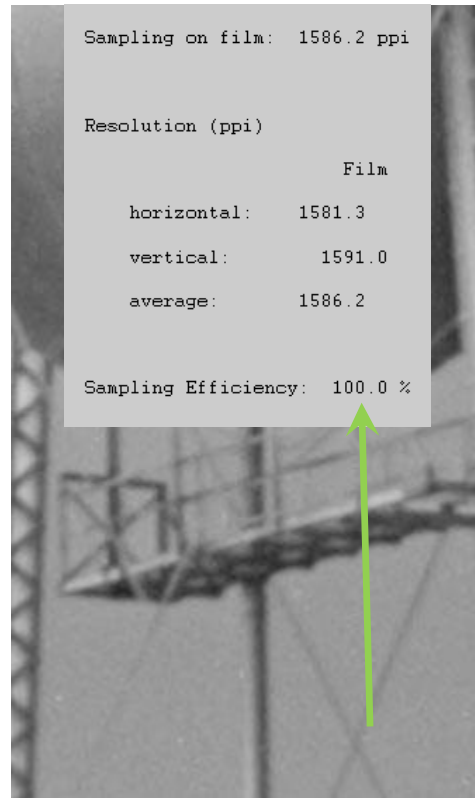 Sampling on film: 1586.2 ppi
Resolution (ppi)
Film
horizontal: 1581.3
vertical: 1591.0
average: 1586.2
Sampling Efficiency: 100.0 %